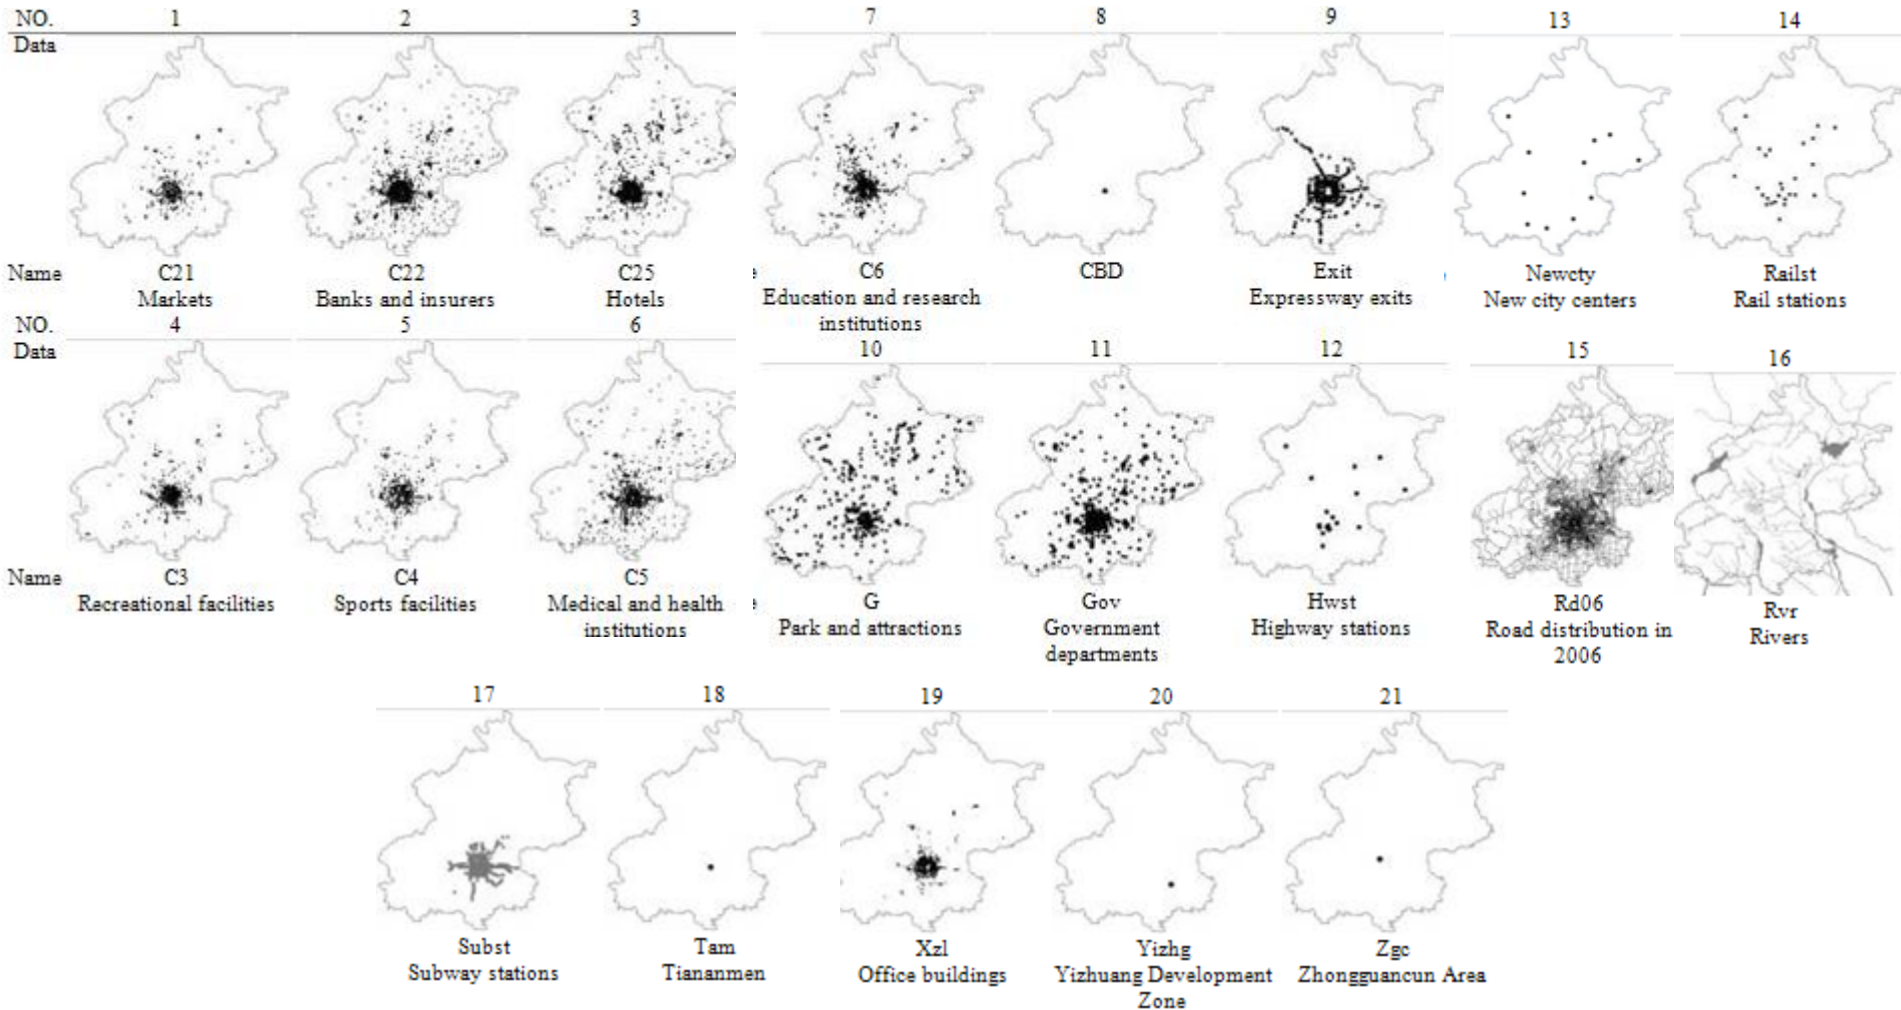 NO. 1 2 3 7 8 9 13 14
Data
Name C21 C22 C25 C6 CBD Exit Newcty Railst
Markets Banks and insurers Hotels Education and research Expressway exits New city centers Rail stations
institutions
NO. 4 5 6 10 11 12 15 16
Data
Name C3 C4 C5 G Gov Hwst Rd06 Rvr
Recreational facilities Sports facilities Medical and health Park and attractions Government Highway stations Road distribution in Rivers
institutions departments 2006
17 18 19 20 21
Subst Tam Xzl Yizhg Zgc
Subway stations Tiananmen Office buildings Yizhuang Development Zhongguancun Area
Zone